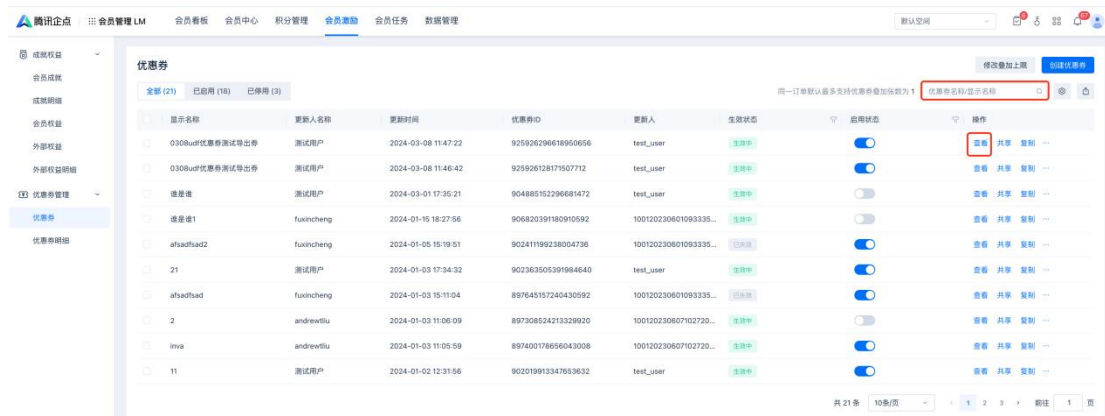 腾讯企点 会员管理 LM 会员看板 会员中心 积分管理 会员激励 会员任务 数据管理 默认空间 6 67
成就权益
会员成就
成就明细
会员权益
外部权益
外部权益明细
优惠券管理
优惠券
优惠券明细
优惠券 修改叠加上限 创建优惠券
全部 (21) 已启用 (18) 已停用 (3) 同一订单默认最多支持优惠券叠加张数为 1 优惠券名称/显示名称
显示名称 更新人名称 更新时间 优惠券ID 更新人 生效状态 启用状态 操作
0308udf优惠券测试导出券 测试用户 2024-03-08 11:47:22 925926296618950656 test_user 生效中 查看 共享 复制 ···
0308udf优惠券测试导出券 测试用户 2024-03-08 11:46:42 925926128171507712 test_user 生效中 查看 共享 复制 ···
谁是谁 测试用户 2024-03-01 17:35:21 904885152296681472 test_user 生效中 查看 共享 复制 ···
谁是谁1 fuxincheng 2024-01-15 18:27:56 906820391180910592 100120230601093335... 生效中 查看 共享 复制 ···
afsadfsad2 fuxincheng 2024-01-05 15:19:51 902411199238004736 100120230601093335... 已失效 查看 共享 复制 ···
21 测试用户 2024-01-03 17:34:32 902363505391984640 test_user 生效中 查看 共享 复制 ···
afsadfsad fuxincheng 2024-01-03 15:11:04 897645157240430592 100120230601093335... 已失效 查看 共享 复制 ···
2 andrewtliu 2024-01-03 11:06:09 897308524213329920 100120230607102720... 生效中 查看 共享 复制 ···
inva andrewtliu 2024-01-03 11:05:59 897400178656043008 100120230607102720... 生效中 查看 共享 复制 ···
11 测试用户 2024-01-02 12:31:56 902019913347653632 test_user 生效中 查看 共享 复制 ···
共 21 条 10条/页 1 2 3 前往 1 页